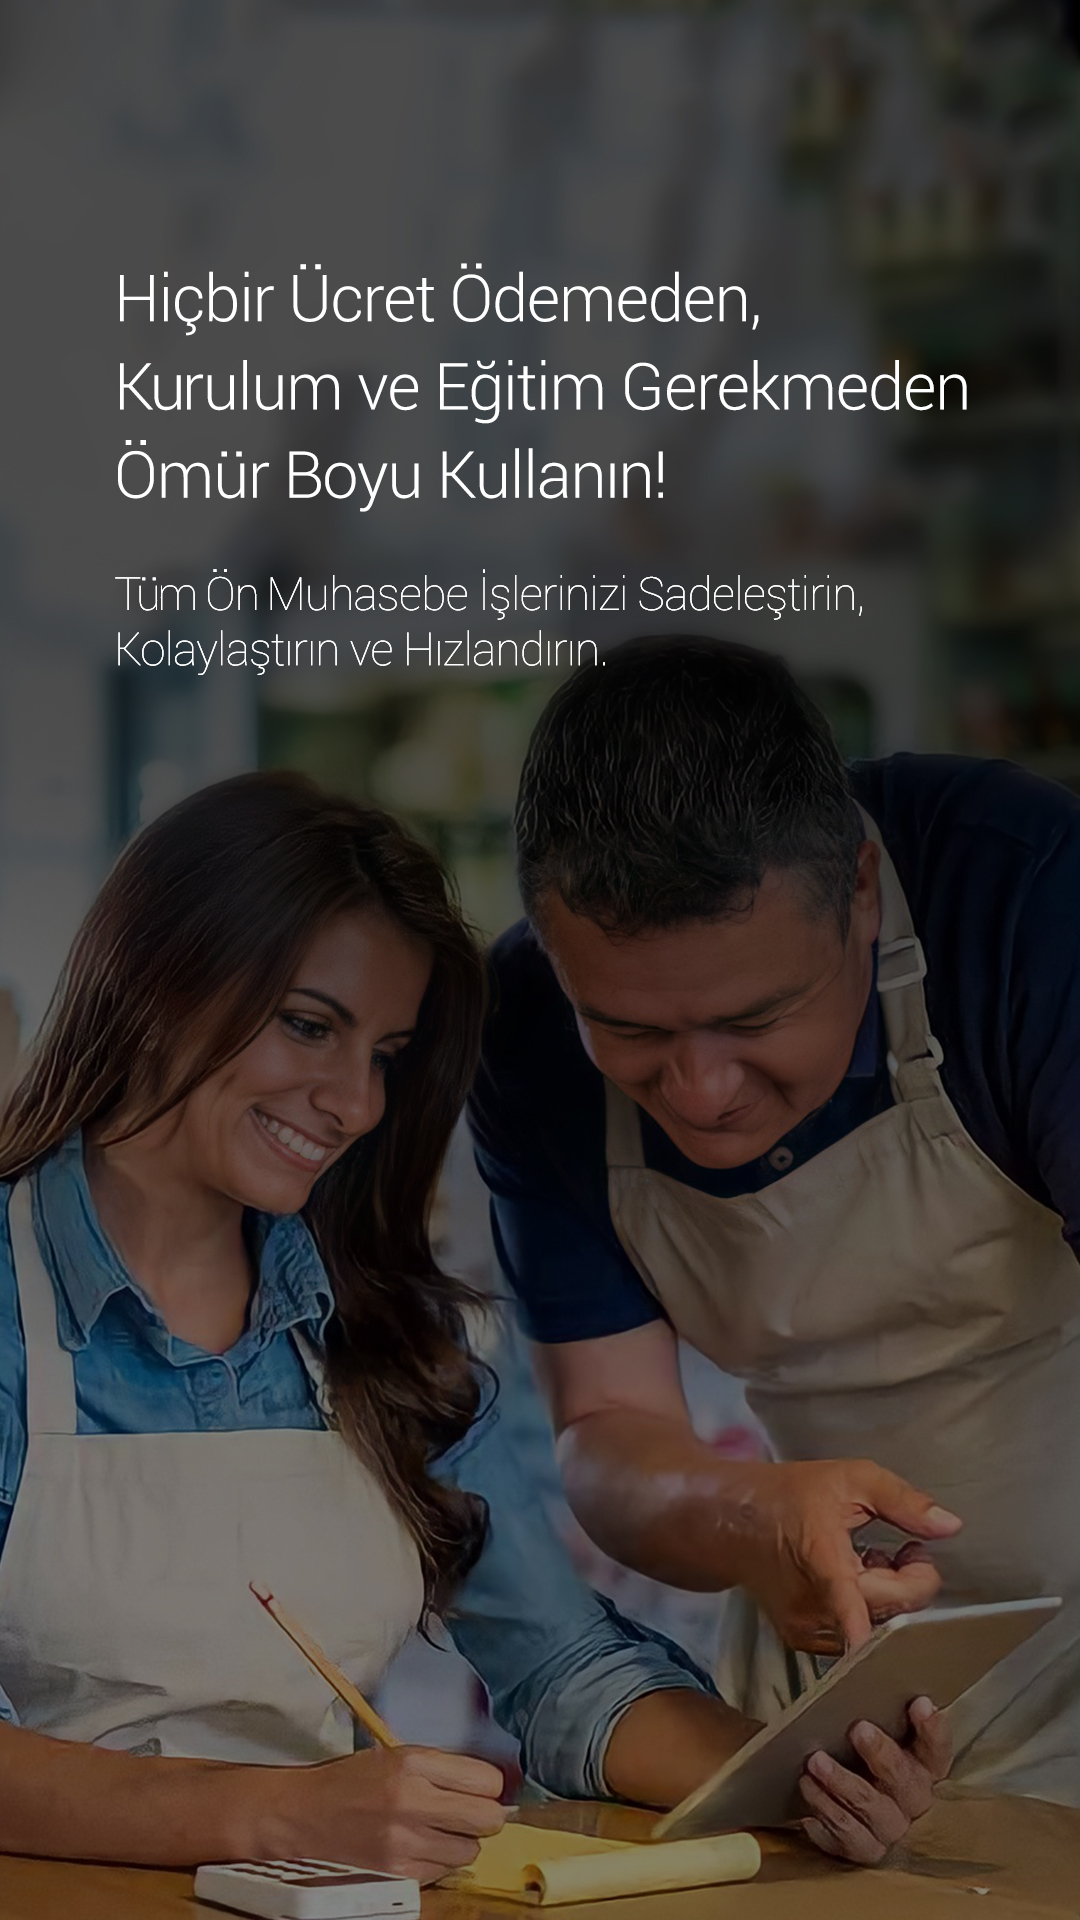 Hiçbir Ücret Ödemeden,
Kurulum ve Eğitim Gerekmeden
Ömür Boyu Kullanın!
Tüm Ön Muhasebe İşlerinizi Sadeleştirin,
Kolaylaştırın ve Hızlandırın.